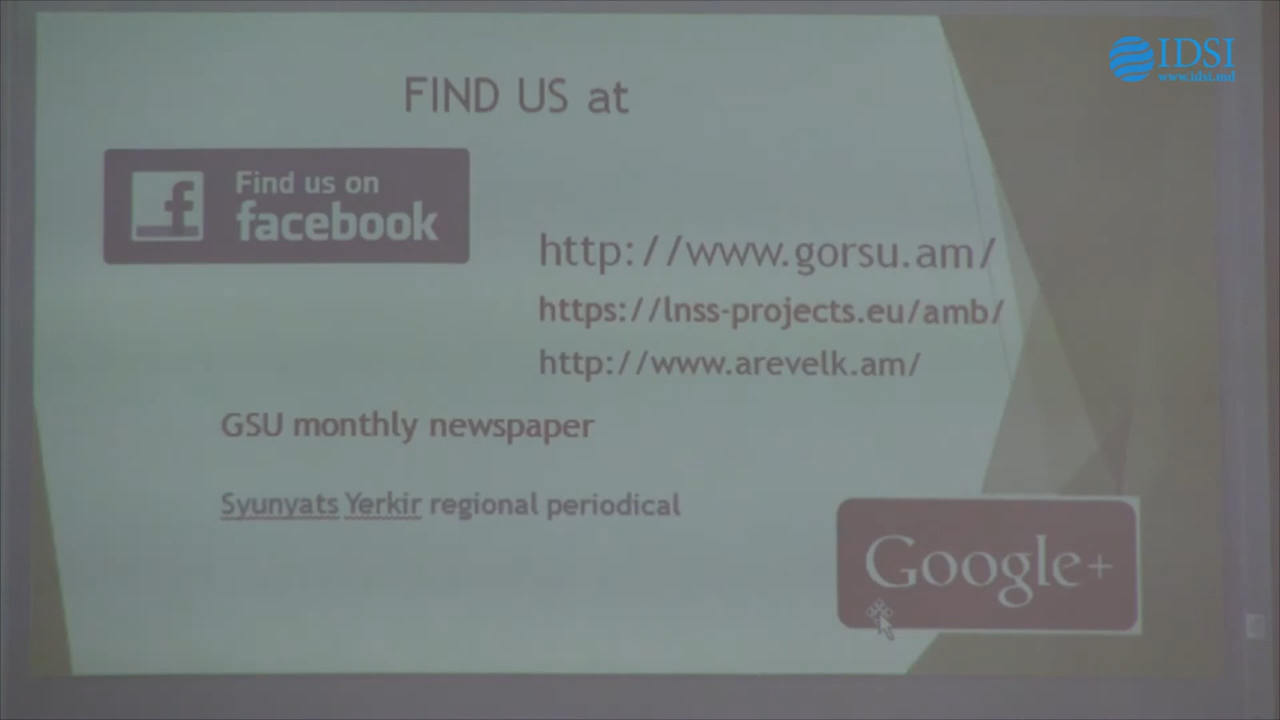 IDSI
www.idsi.md
FIND US at
f
Find us on
facebook
http://www.gorsu.am/
https://lnss-projects.eu/amb/
http://www.arevelk.am/
GSU monthly newspaper
Syunyats Yerkir regional periodical
Google+